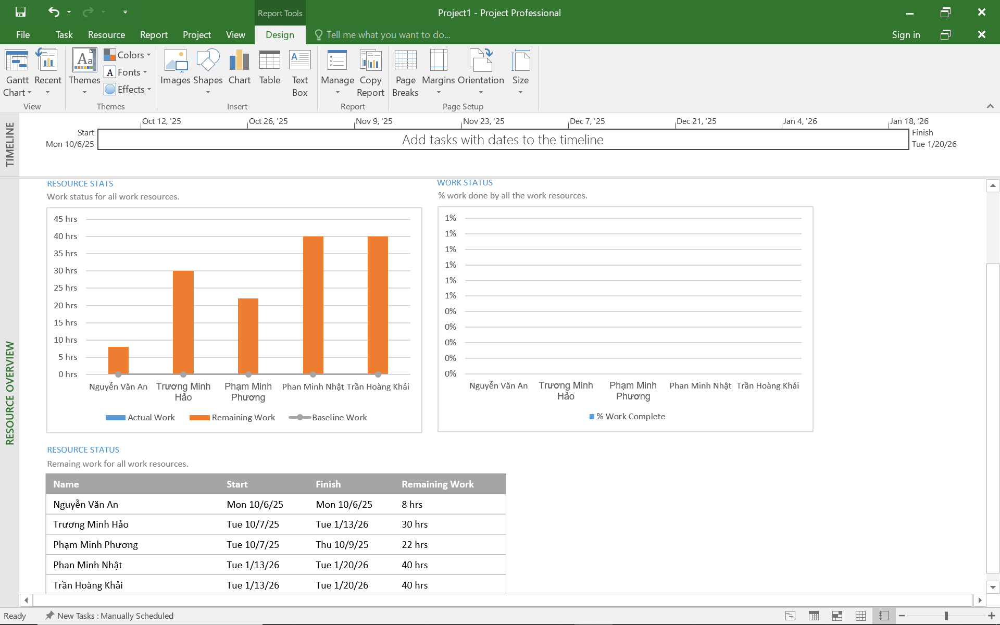 Report Tools
Project1 - Project Professional
File Task Resource Report Project View Design Tell me what you want to do... Sign in
Gantt Chart
Recent
Themes
Colors
Fonts
Effects
Images
Shapes
Chart
Table
Text Box
Manage
Copy Report
Page Breaks
Margins
Orientation
Size
View Themes Insert Report Page Setup
TIMELINE
Oct 12, '25 Oct 26, '25 Nov 9, '25 Nov 23, '25 Dec 7, '25 Dec 21, '25 Jan 4, '26 Jan 18, '26
Start
Mon 10/6/25
Add tasks with dates to the timeline
Finish
Tue 1/20/26
RESOURCE OVERVIEW
RESOURCE STATS
Work status for all work resources.
45 hrs
40 hrs
35 hrs
30 hrs
25 hrs
20 hrs
15 hrs
10 hrs
5 hrs
0 hrs
Nguyễn Văn An
Trương Minh Hảo
Phạm Minh Phương
Phan Minh Nhật
Trần Hoàng Khải
Actual Work Remaining Work Baseline Work
WORK STATUS
% work done by all the work resources.
1%
1%
1%
1%
1%
1%
0%
0%
0%
0%
0%
Nguyễn Văn An
Trương Minh Hảo
Phạm Minh Phương
Phan Minh Nhật
Trần Hoàng Khải
% Work Complete
RESOURCE STATUS
Remaing work for all work resources.
Name Start Finish Remaining Work
Nguyễn Văn An Mon 10/6/25 Mon 10/6/25 8 hrs
Trương Minh Hảo Tue 10/7/25 Tue 1/13/26 30 hrs
Phạm Minh Phương Tue 10/7/25 Thu 10/9/25 22 hrs
Phan Minh Nhật Tue 1/13/26 Tue 1/20/26 40 hrs
Trần Hoàng Khải Tue 1/13/26 Tue 1/20/26 40 hrs
Ready New Tasks : Manually Scheduled